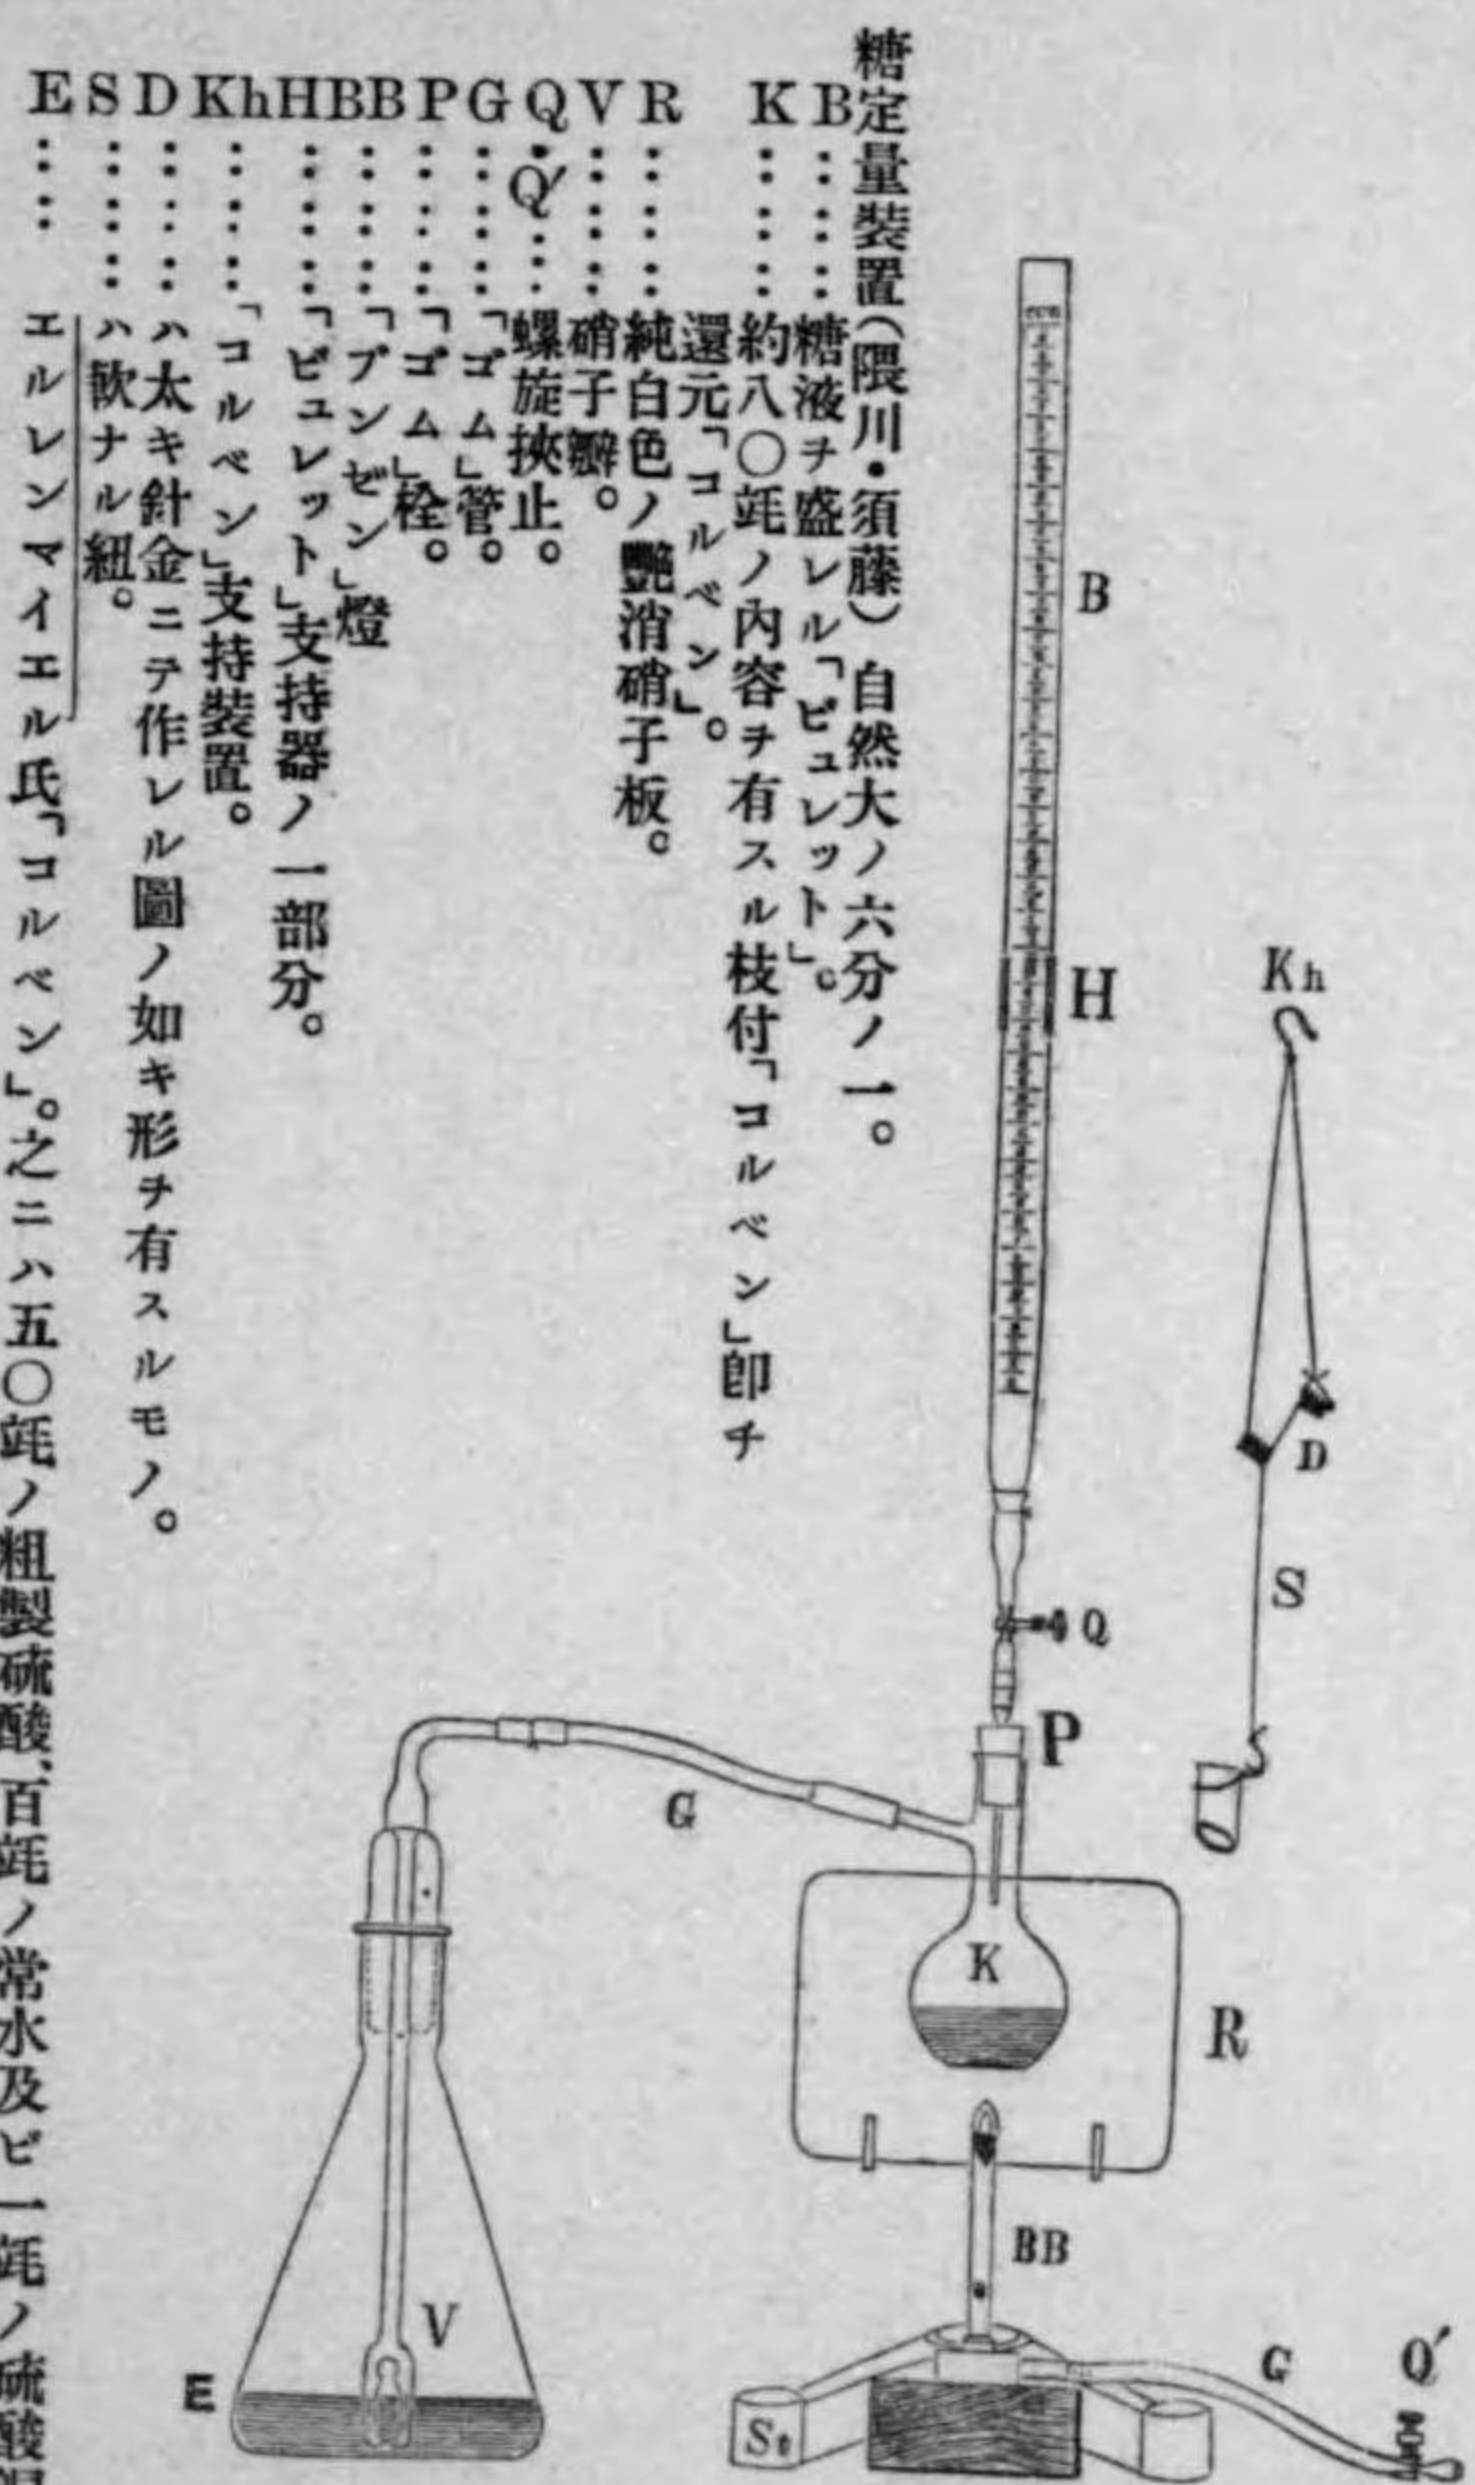 糖定量裝置(隈川・須藤)自然大ノ六分ノ一。
B……糖液ヲ盛レル「ビュレット」。
K……約八〇竓ノ內容ヲ有スル枝付「コルベン」卽チ
還元「コルベン」。
R……純白色ノ艷消硝子板。
V……硝子瓣。
Q・Q′…螺旋挾止。
G……「ゴム」管。
P……「ゴム」栓。
BB……「ブンゼン」燈
H……「ビュレット」支持器ノ一部分。
Kh……「コルベン」支持裝置。
D……ハ太キ針金ニテ作レル圖ノ如キ形ヲ有スルモノ。
S……ハ軟ナル紐。
E……エルレンマイエル氏「コルベン」。之ニハ五〇竓ノ粗製硫酸、百竓ノ常水及ビ一竓ノ硫酸
B
H
Kh
D
S
Q
P
G
K
R
BB
V
E
St
G
Q′